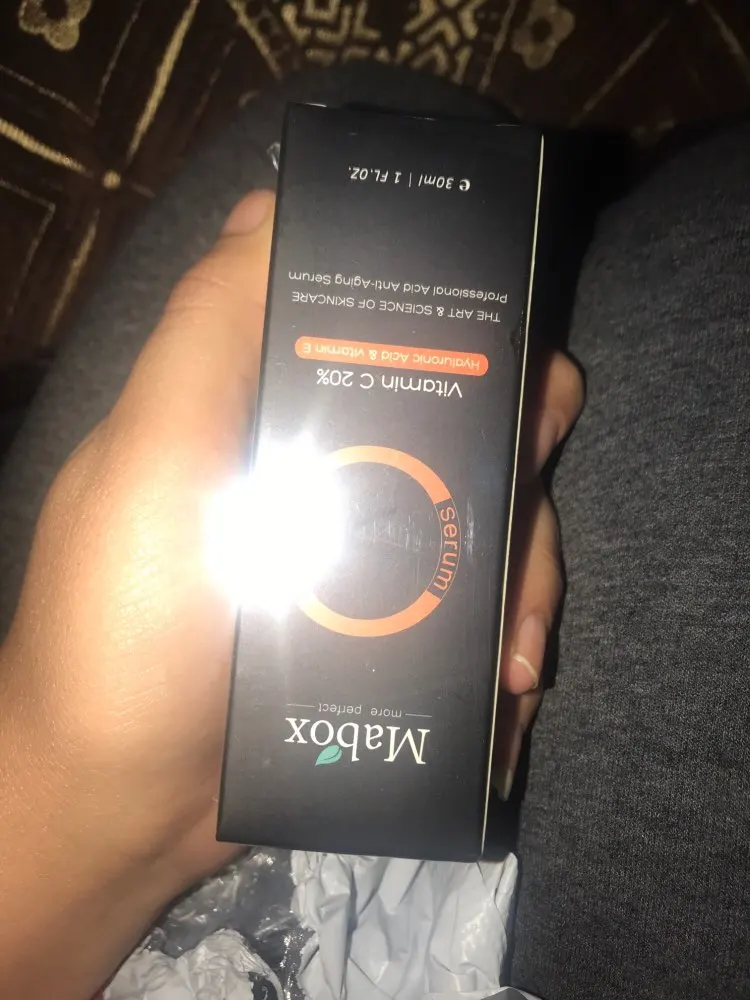 Mabox
more perfect
Serum
Vitamin C 20%
Hyaluronic Acid & vitamin E
THE ART & SCIENCE OF SKINCARE
Professional Acid Anti-Aging Serum
℮ 30ml | 1 FL.OZ.